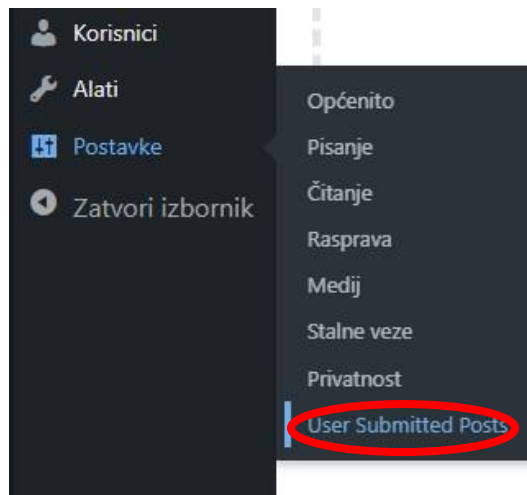 Korisnici
Alati
Postavke
Zatvori izbornik
Općenito
Pisanje
Čitanje
Rasprava
Medij
Stalne veze
Privatnost
User Submitted Posts